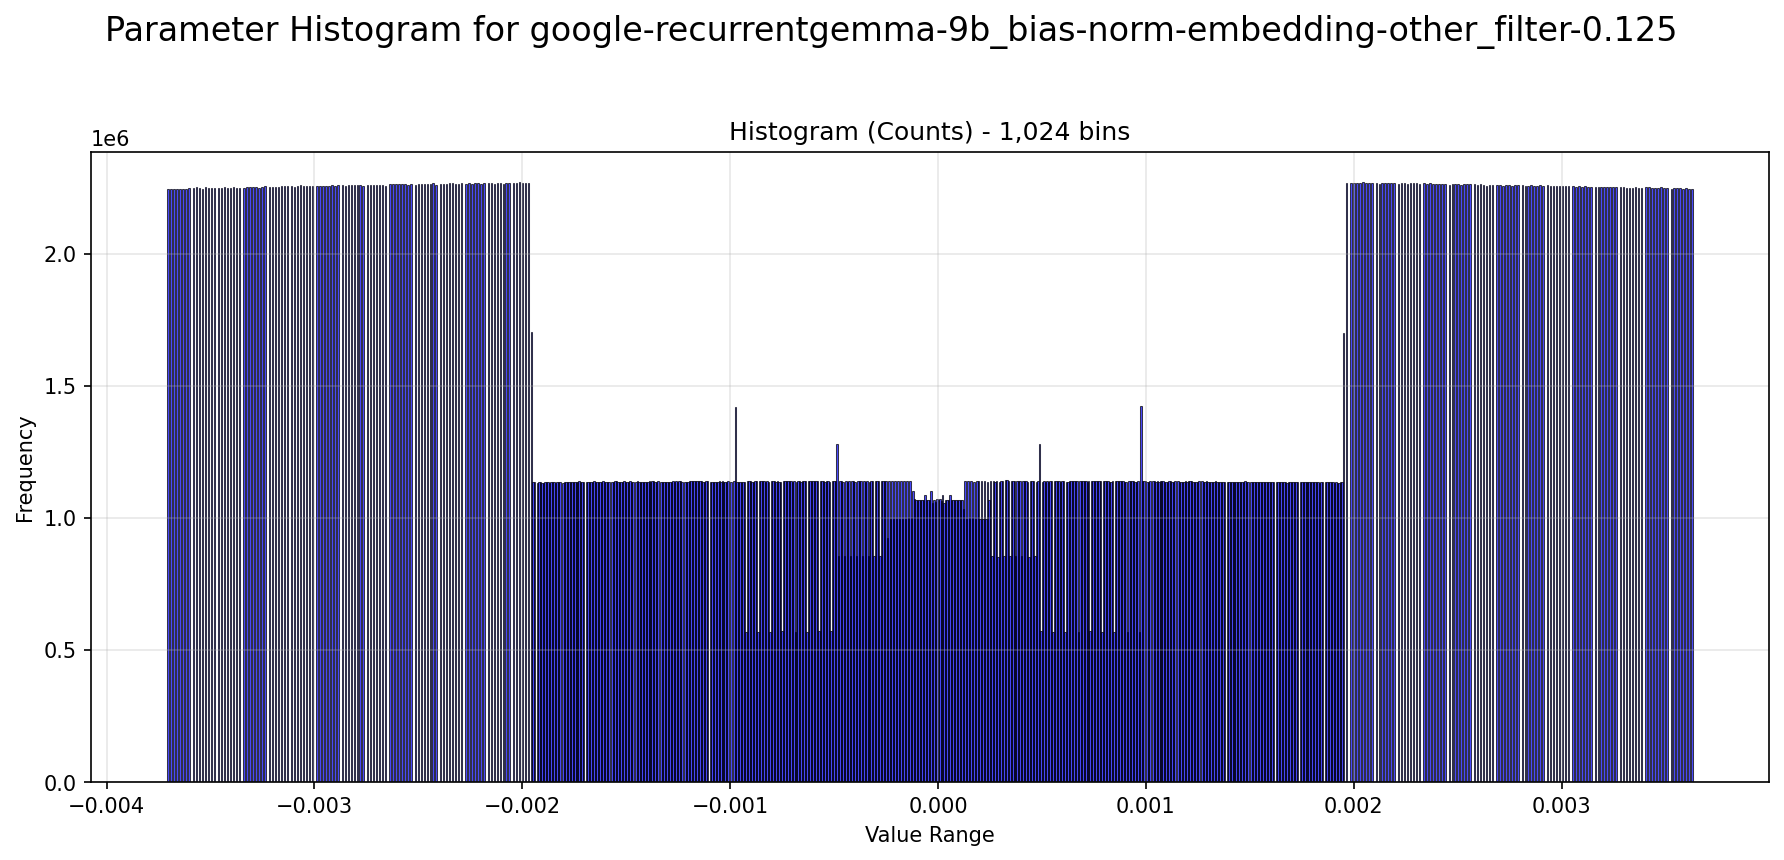 Parameter Histogram for google-recurrentgemma-9b_bias-norm-embedding-other_filter-0.125
Histogram (Counts) - 1,024 bins
1e6
2.0
1.5
1.0
0.5
0.0
Frequency
−0.004 −0.003 −0.002 −0.001 0.000 0.001 0.002 0.003
Value Range